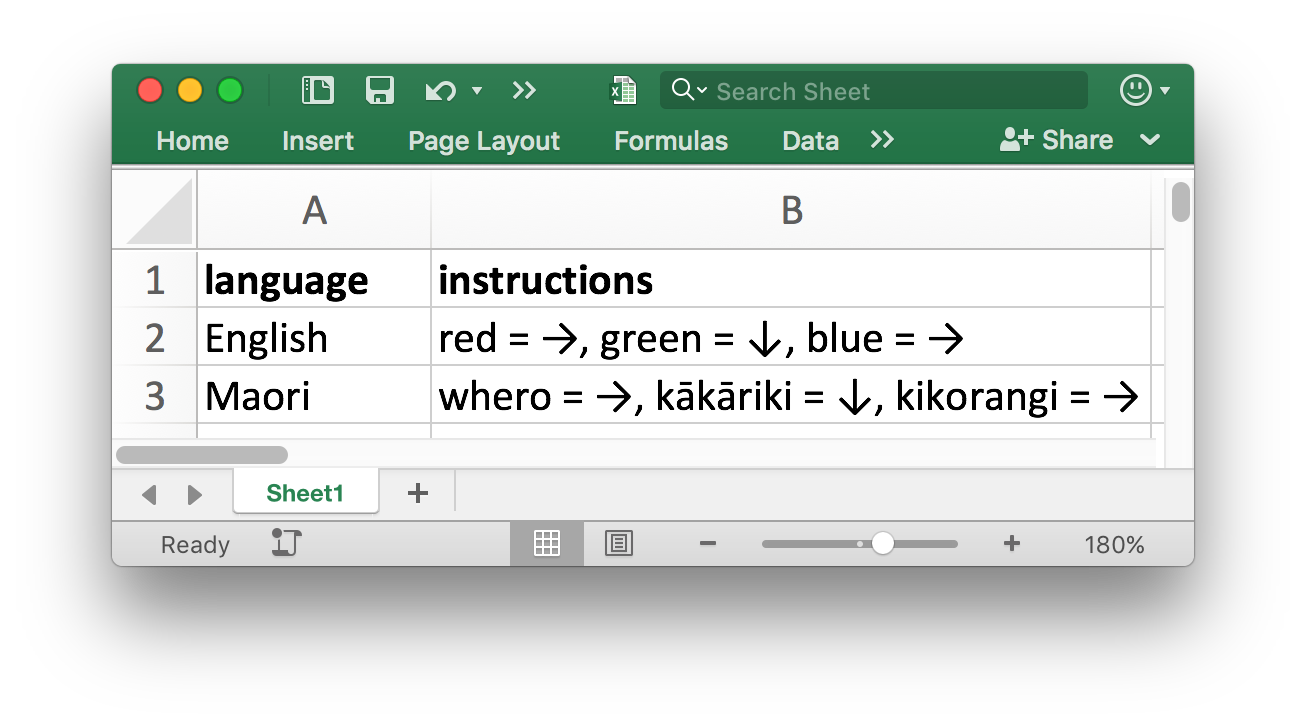 Search Sheet
Home Insert Page Layout Formulas Data Share
A B
1 language instructions
2 English red = →, green = ↓, blue = →
3 Maori whero = →, kākāriki = ↓, kikorangi = →
Sheet1
Ready 180%